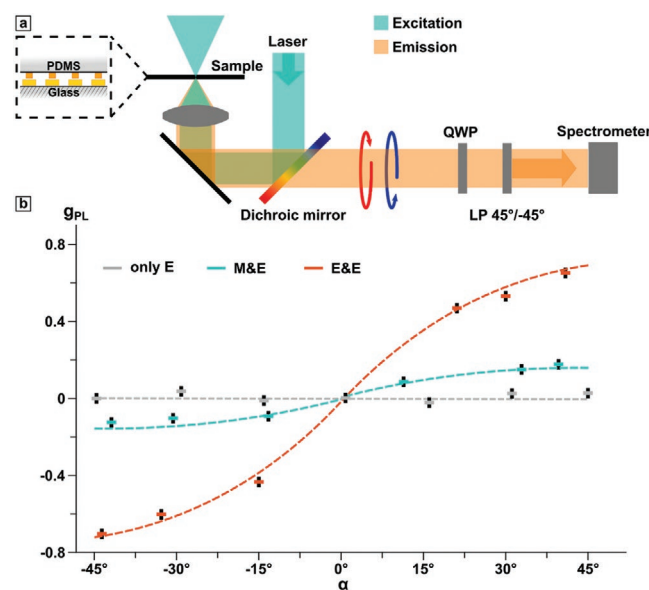 a
Excitation
Emission
Laser
PDMS
Glass
Sample
QWP
Spectrometer
Dichroic mirror
LP 45°/-45°
b
gPL
0.8
only E
M&E
E&E
0.4
0
-0.4
-0.8
-45°
-30°
-15°
0°
15°
30°
45°
α